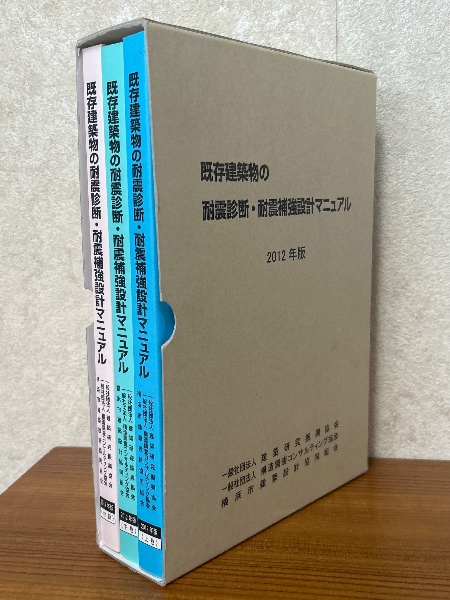 既存建築物の
耐震診断・耐震補強設計マニュアル
2012年版
一般社団法人 建築研究振興協会
一般社団法人 構造調査コンサルティング協会
横浜市建築設計協同組合
既存建築物の耐震診断・耐震補強設計マニュアル
既存建築物の耐震診断・耐震補強設計マニュアル
既存建築物の耐震診断・耐震補強設計マニュアル